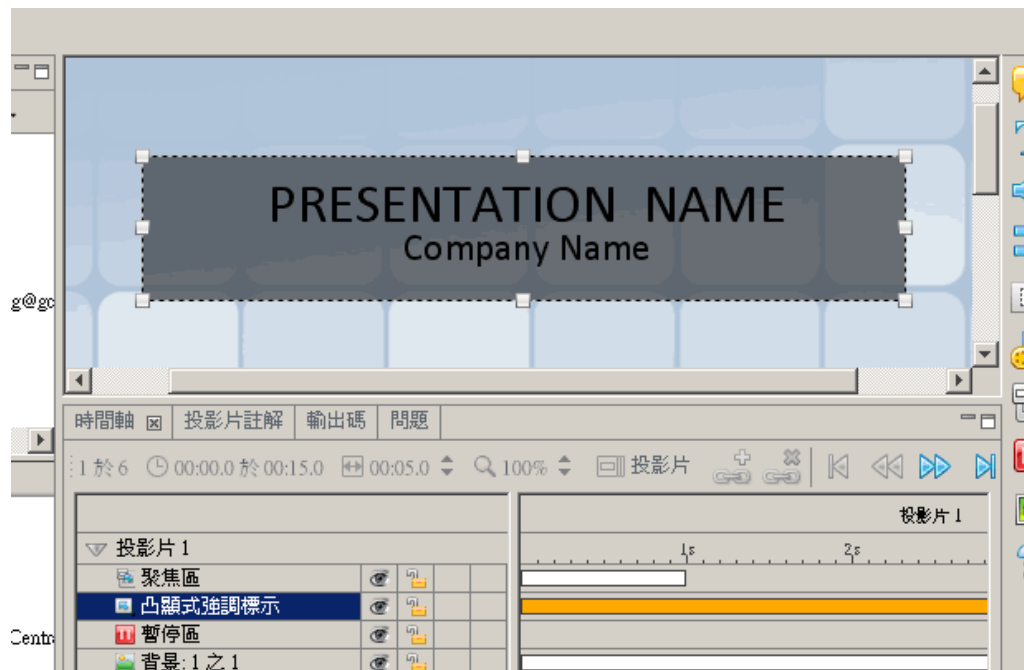 PRESENTATION NAME
Company Name
g@gc
時間軸 投影片註解 輸出碼 問題
1 於 6 00:00.0 於 00:15.0 00:05.0 100% 投影片
投影片 1
投影片 1
1s 2s
聚焦區
凸顯式強調標示
暫停區
Centr
背景: 1 之 1